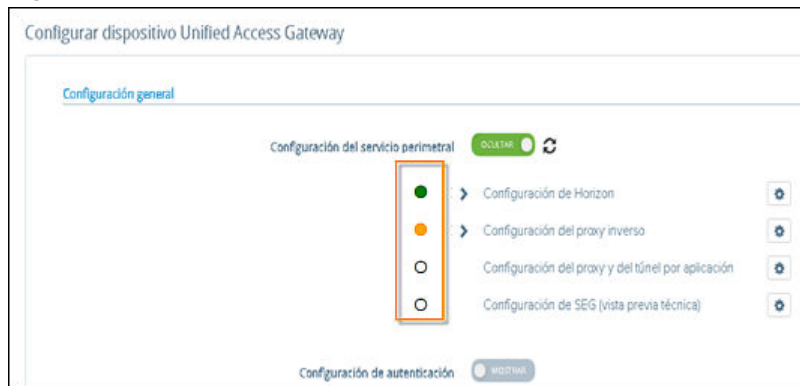 Configurar dispositivo Unified Access Gateway
Configuración general
Configuración del servicio perimetral OCULTAR
Configuración de Horizon
Configuración del proxy inverso
Configuración del proxy y del túnel por aplicación
Configuración de SEG (vista previa técnica)
Configuración de autenticación MOSTRAR